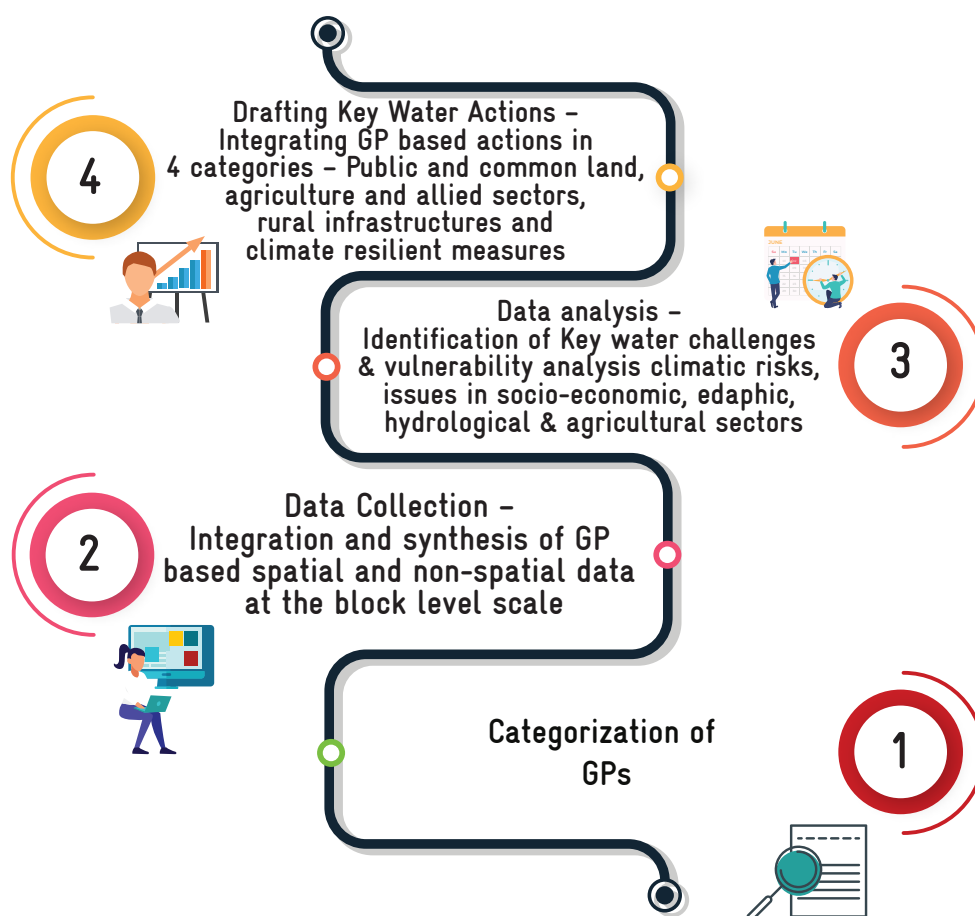 4
Drafting Key Water Actions –
Integrating GP based actions in
4 categories – Public and common land,
agriculture and allied sectors,
rural infrastructures and
climate resilient measures
JUNE
Data analysis –
Identification of Key water challenges
& vulnerability analysis climatic risks,
issues in socio-economic, edaphic,
hydrological & agricultural sectors
3
2
Data Collection –
Integration and synthesis of GP
based spatial and non-spatial data
at the block level scale
Categorization of
GPs
1